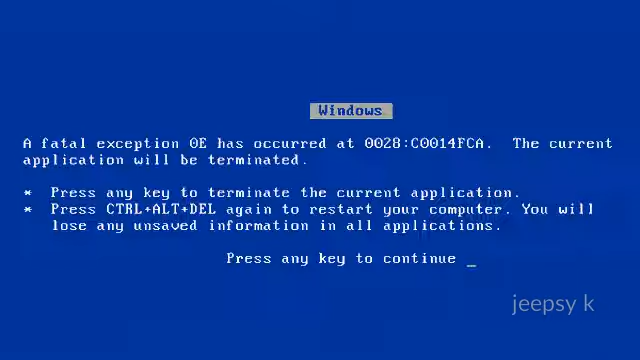 Windows
A fatal exception 0E has occurred at 0028:C0014FCA. The current
application will be terminated.
* Press any key to terminate the current application.
* Press CTRL+ALT+DEL again to restart your computer. You will
lose any unsaved information in all applications.
Press any key to continue _
jeepsy k